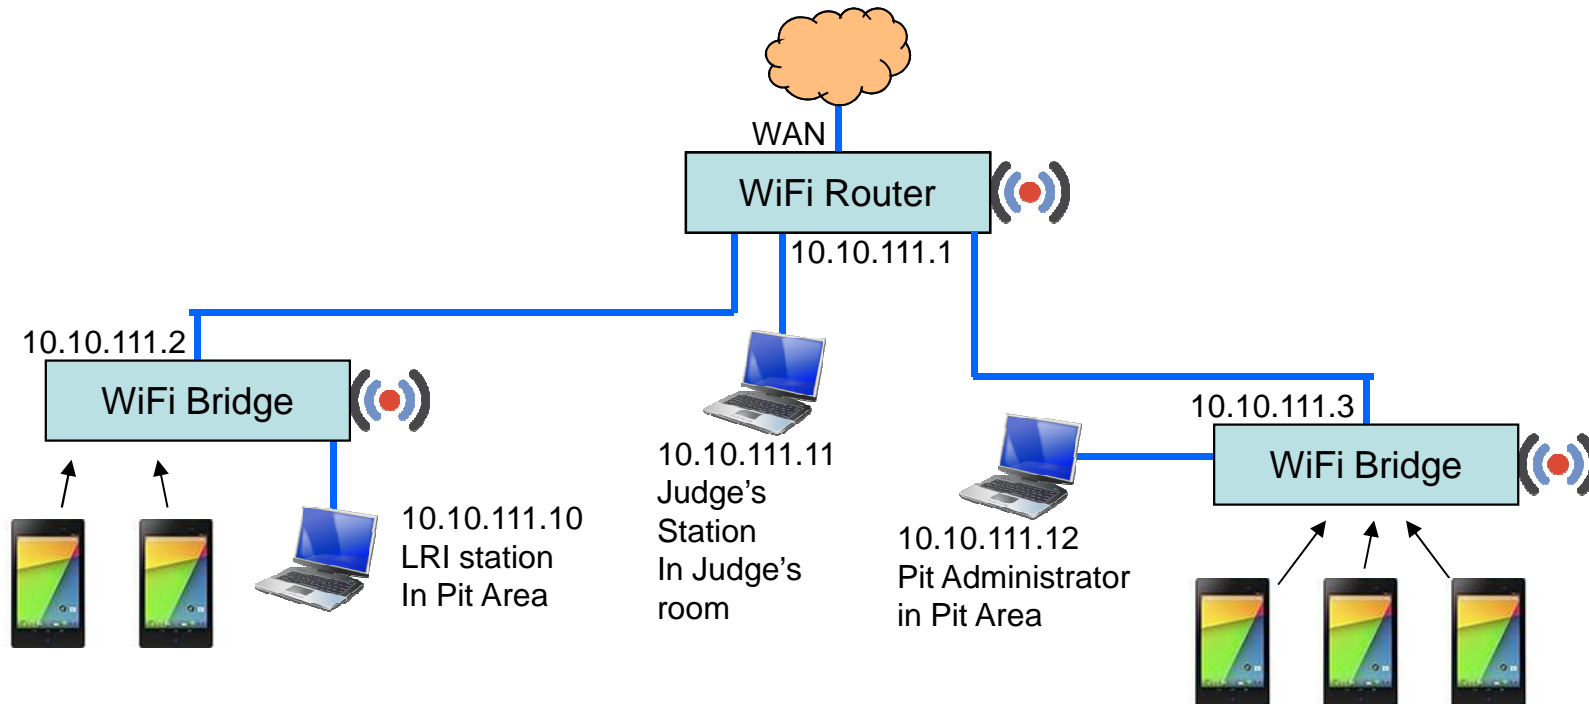 WAN
WiFi Router
10.10.111.1
10.10.111.2
WiFi Bridge
10.10.111.10
LRI station
In Pit Area
10.10.111.11
Judge’s
Station
In Judge’s
room
10.10.111.3
WiFi Bridge
10.10.111.12
Pit Administrator
in Pit Area